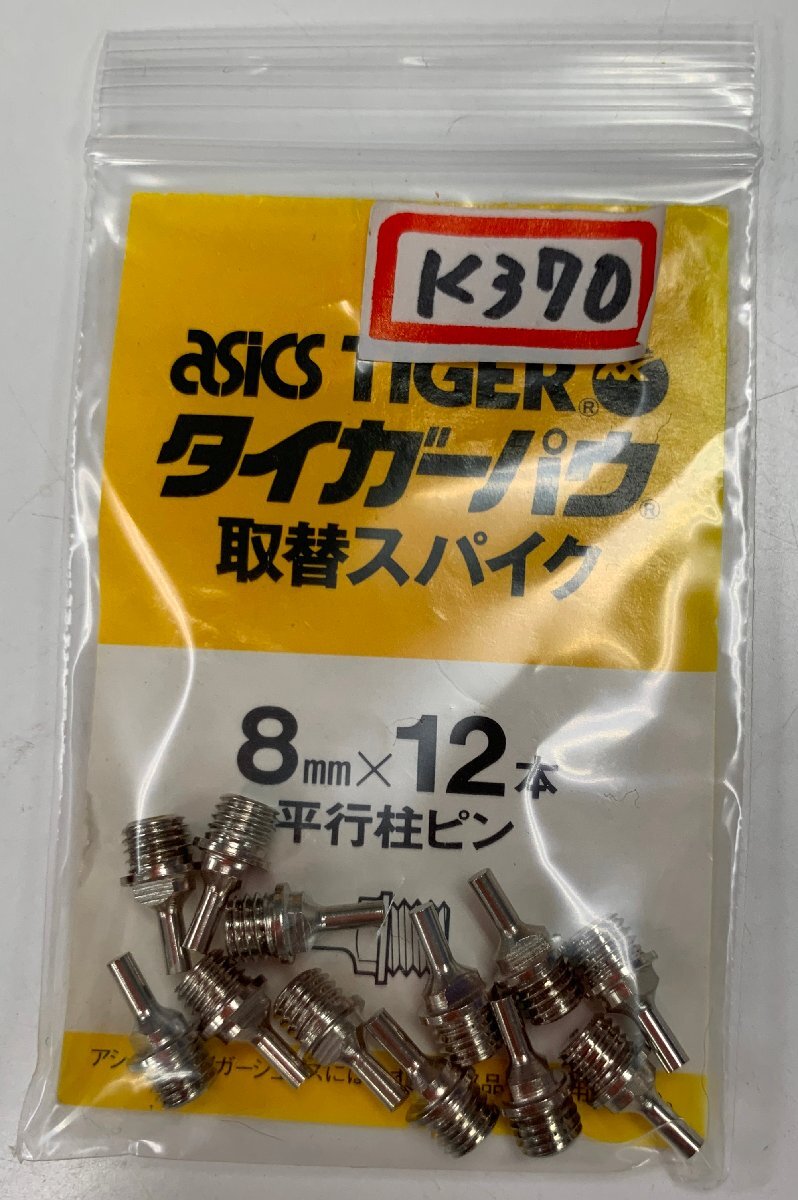 K370
asics TIGER®
タイガーパウ®
取替スパイク
8mm×12本
平行柱ピン